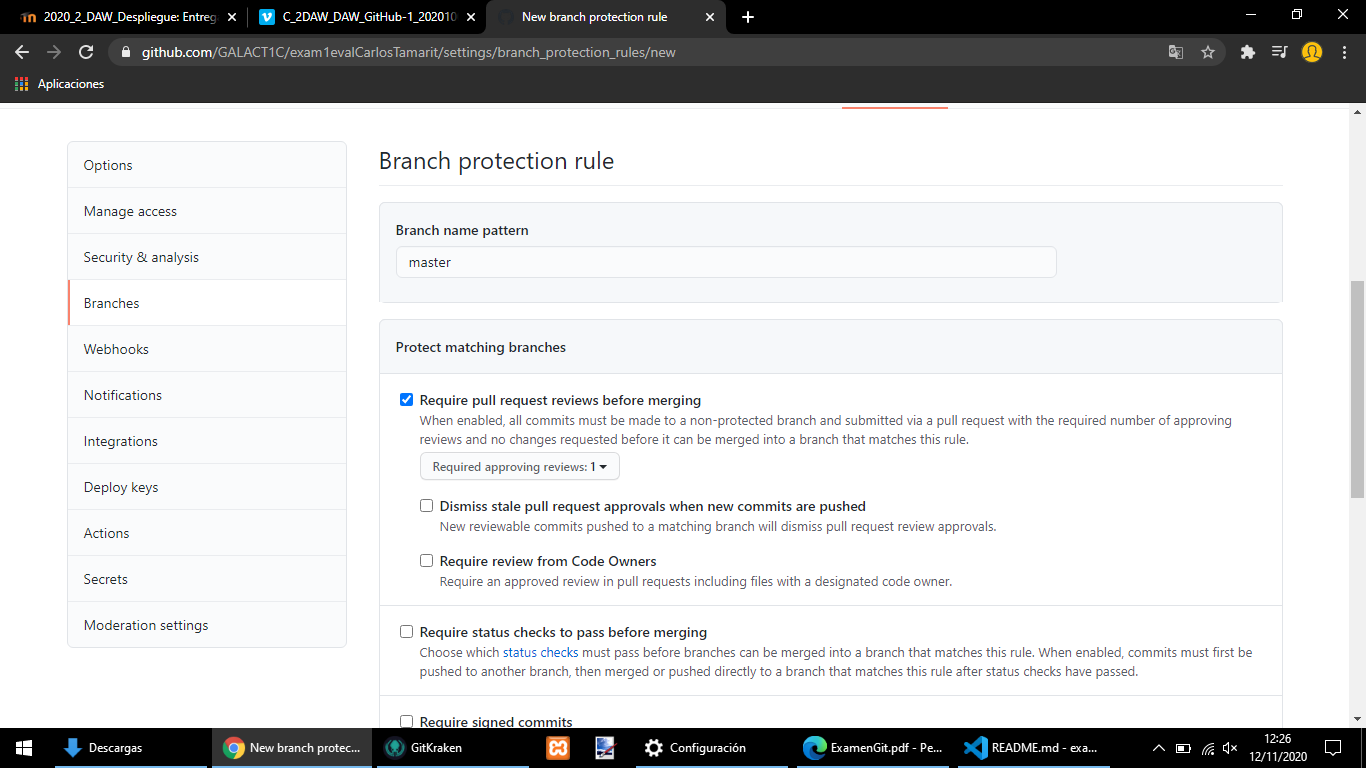 2020_2_DAW_Despliegue: Entreg
C_2DAW_DAW_GitHub-1_202010
New branch protection rule
github.com/GALACT1C/exam1evalCarlosTamarit/settings/branch_protection_rules/new
Aplicaciones
Options
Manage access
Security & analysis
Branches
Webhooks
Notifications
Integrations
Deploy keys
Actions
Secrets
Moderation settings
Branch protection rule
Branch name pattern
master
Protect matching branches
Require pull request reviews before merging
When enabled, all commits must be made to a non-protected branch and submitted via a pull request with the required number of approving
reviews and no changes requested before it can be merged into a branch that matches this rule.
Required approving reviews: 1
Dismiss stale pull request approvals when new commits are pushed
New reviewable commits pushed to a matching branch will dismiss pull request review approvals.
Require review from Code Owners
Require an approved review in pull requests including files with a designated code owner.
Require status checks to pass before merging
Choose which status checks must pass before branches can be merged into a branch that matches this rule. When enabled, commits must first be
pushed to another branch, then merged or pushed directly to a branch that matches this rule after status checks have passed.
Require signed commits
Descargas
New branch protec...
GitKraken
Configuración
ExamenGit.pdf - Pe...
README.md - exa...
12:26
12/11/2020